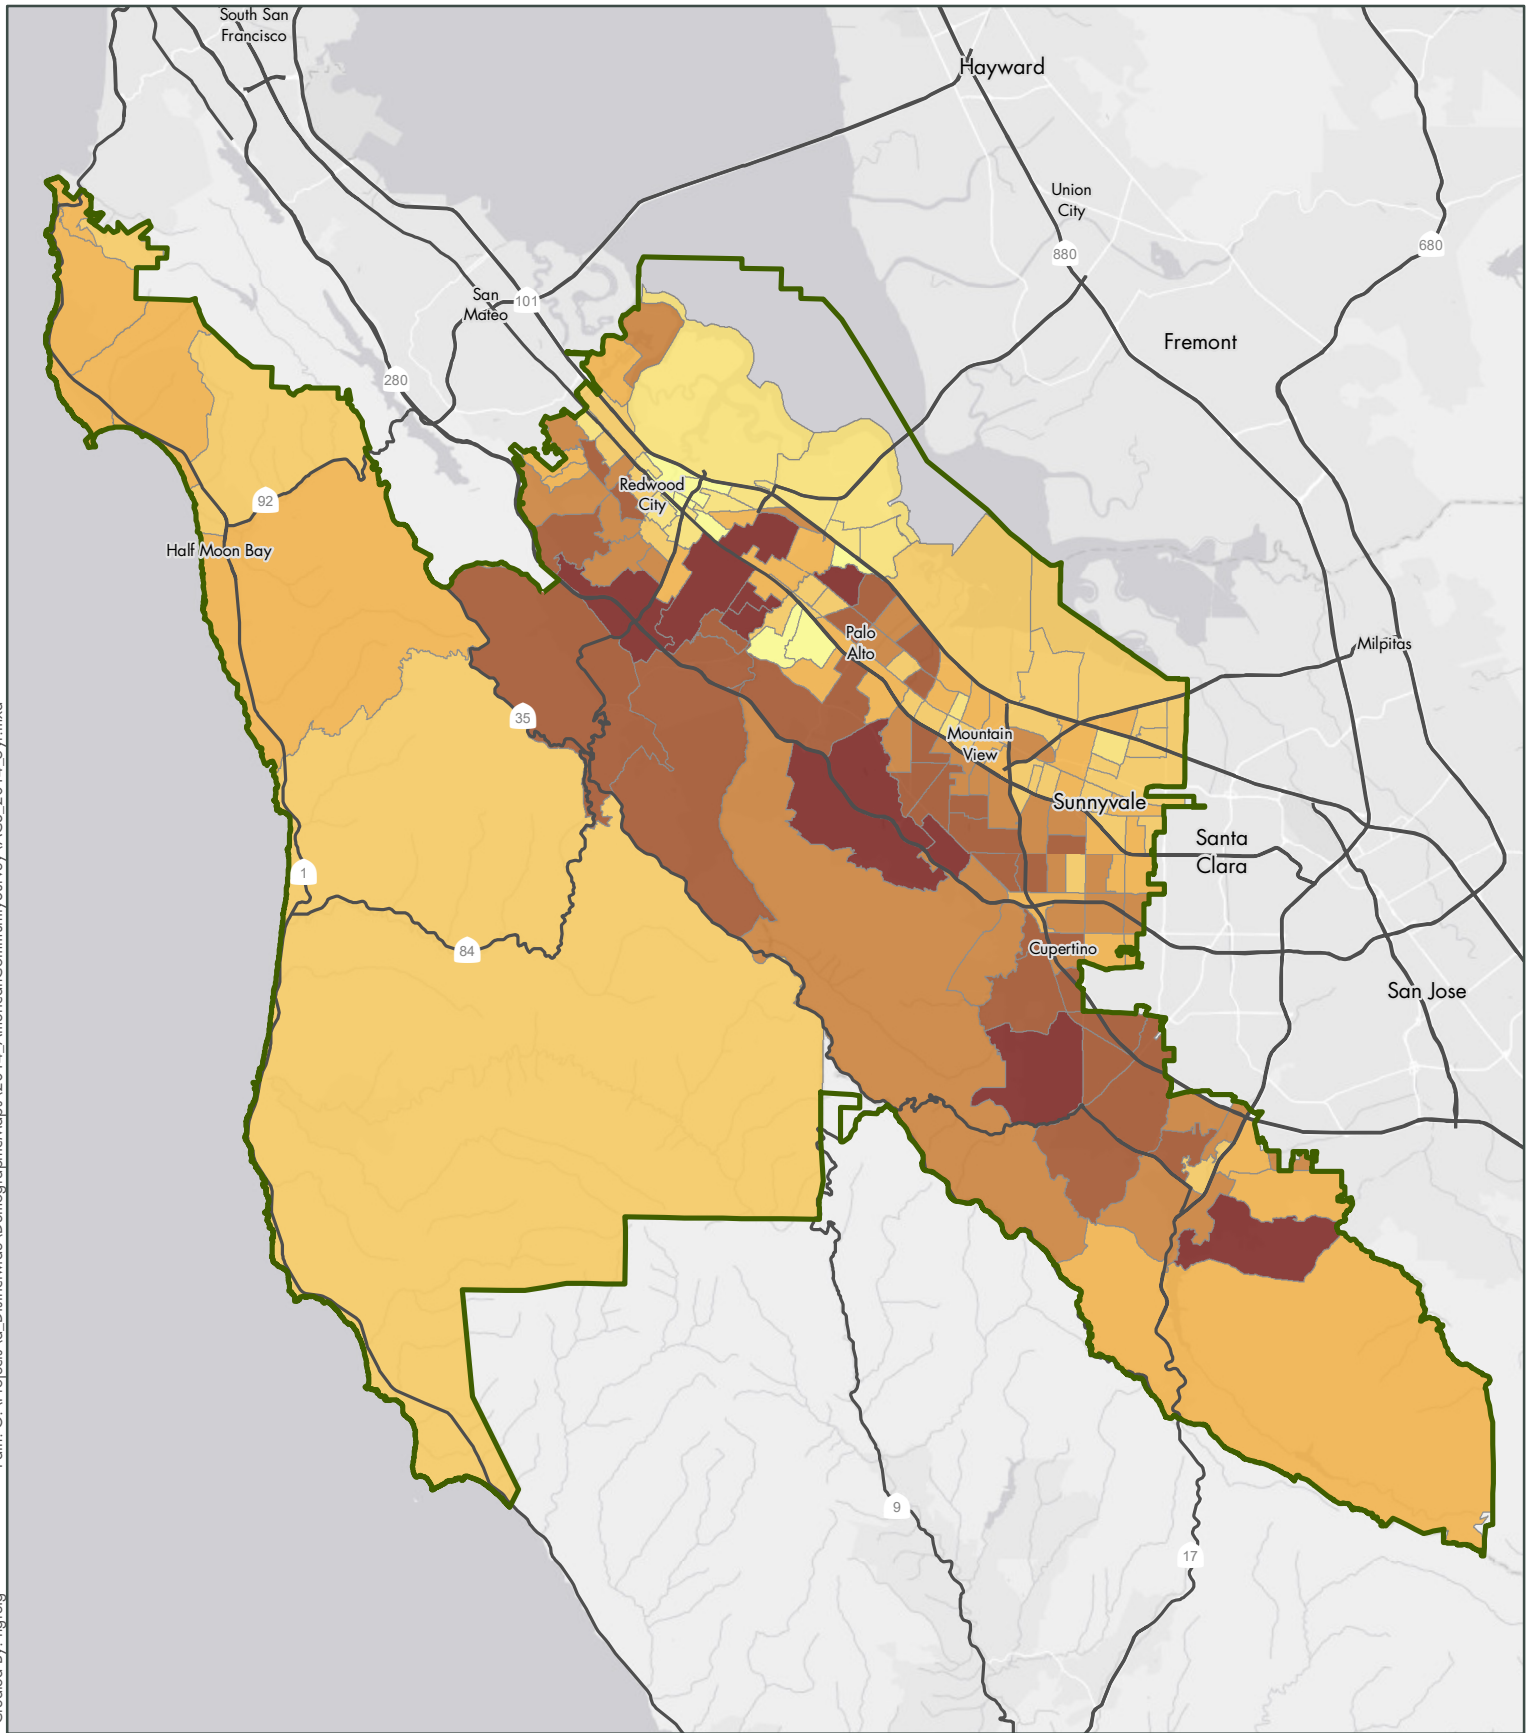 South San
Francisco
Hayward
Union
City
880
680
San
Mateo
101
Fremont
280
Redwood
City
92
Half Moon Bay
Palo
Alto
Milpitas
35
Mountain
View
Sunnyvale
Santa
Clara
1
84
Cupertino
San Jose
9
17